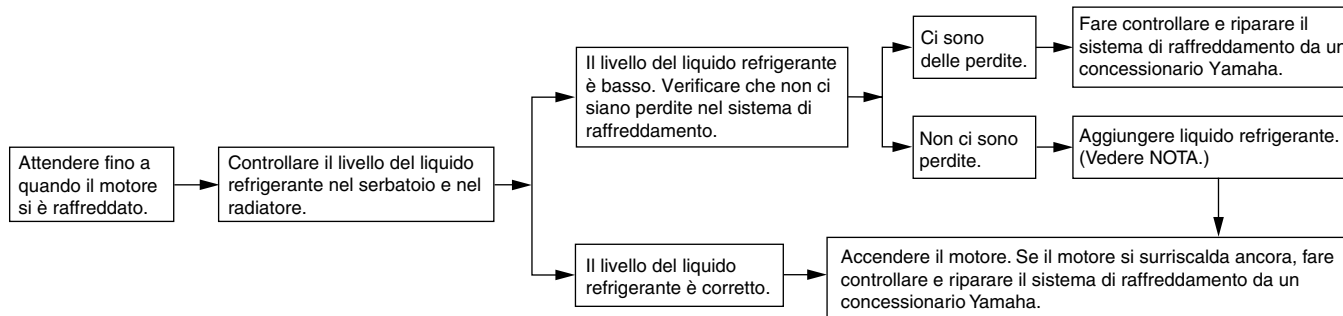 Attendere fino a
quando il motore
si è raffreddato.
Controllare il livello del liquido
refrigerante nel serbatoio e nel
radiatore.
Il livello del liquido refrigerante
è basso. Verificare che non ci
siano perdite nel sistema di
raffreddamento.
Ci sono
delle perdite.
Fare controllare e riparare il
sistema di raffreddamento da un
concessionario Yamaha.
Non ci sono
perdite.
Aggiungere liquido refrigerante.
(Vedere NOTA.)
Il livello del liquido
refrigerante è corretto.
Accendere il motore. Se il motore si surriscalda ancora, fare
controllare e riparare il sistema di raffreddamento da un
concessionario Yamaha.